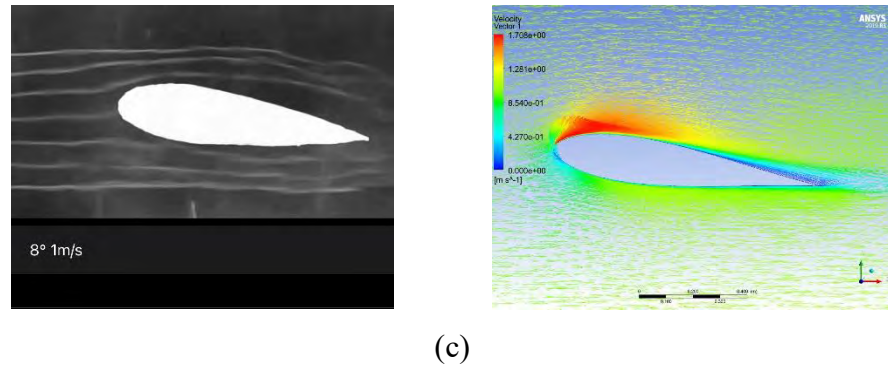 8° 1m/s
Velocity
Vector 1
1.708e+00
1.281e+00
8.540e-01
4.270e-01
0.000e+00
[m s^-1]
ANSYS
0
(c)